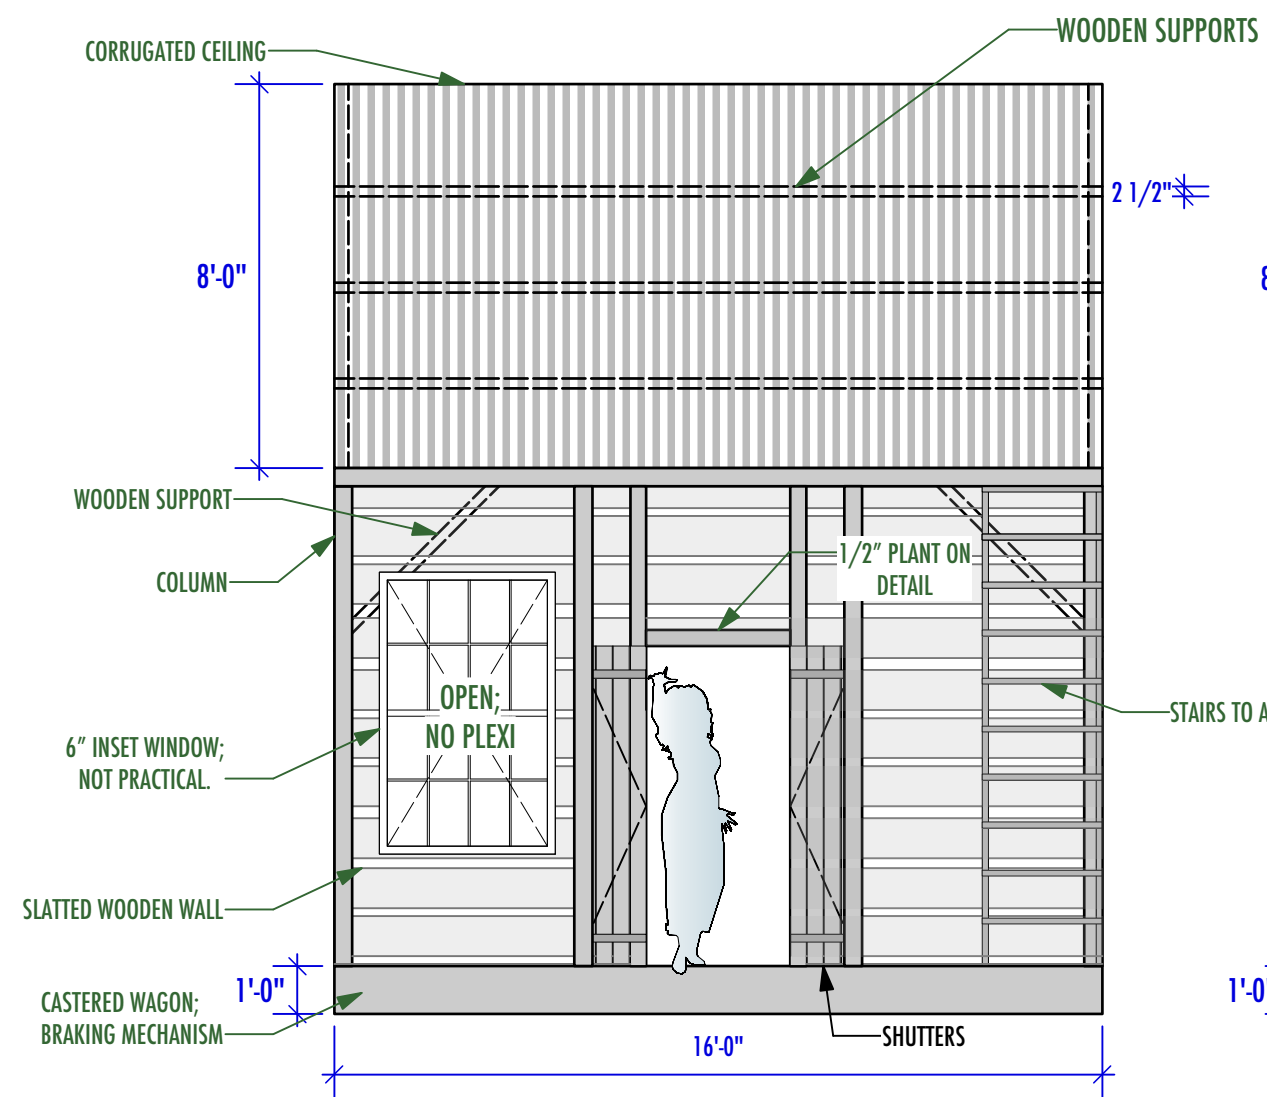 WOODEN SUPPORTS
CORRUGATED CEILING
2 1/2"
8'-0"
WOODEN SUPPORT
1/2” PLANT ON
DETAIL
COLUMN
OPEN;
NO PLEXI
STAIRS TO
6” INSET WINDOW;
NOT PRACTICAL.
SLATTED WOODEN WALL
1'-0"
CASTERED WAGON;
BRAKING MECHANISM
1'-0
SHUTTERS
16'-0"